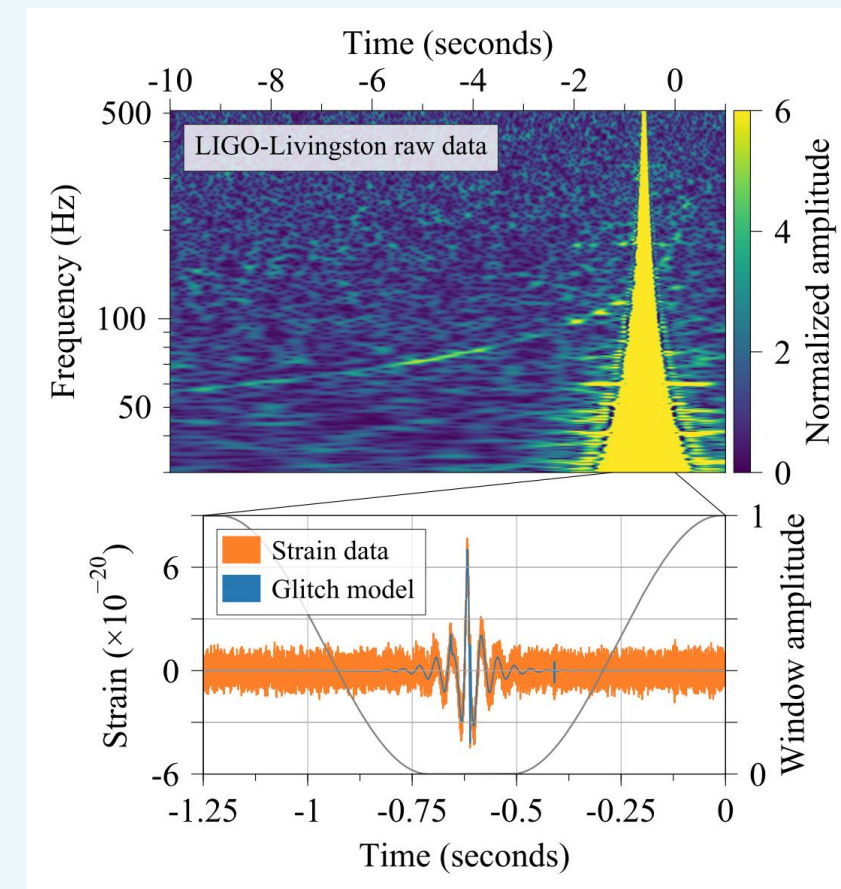 Time (seconds)
-10 -8 -6 -4 -2 0
500
100
50
Frequency (Hz)
LIGO-Livingston raw data
6
4
2
0
Normalized amplitude
Strain data
Glitch model
6
0
-6
Strain (×10⁻²⁰)
1
0
Window amplitude
-1.25 -1 -0.75 -0.5 -0.25 0
Time (seconds)